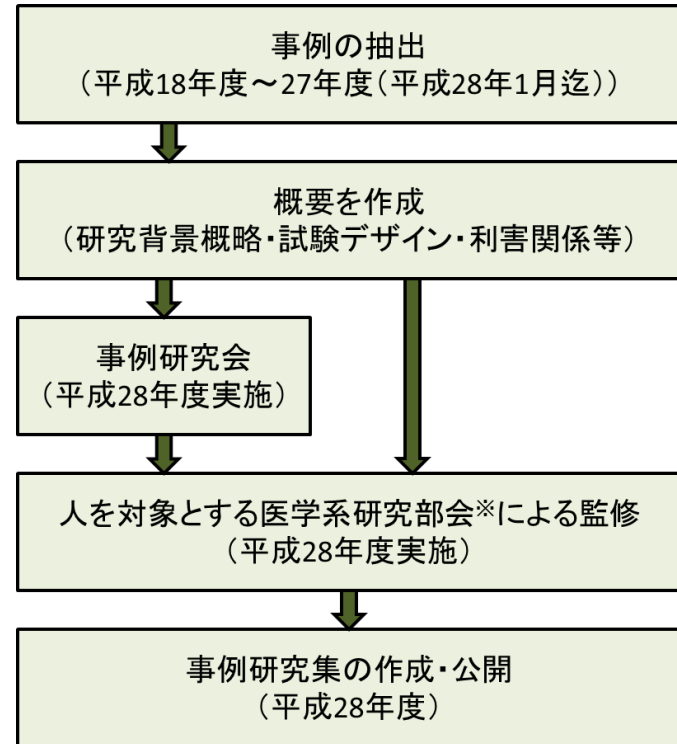 事例の抽出
（平成18年度～27年度(平成28年1月迄)）
概要を作成
（研究背景概略・試験デザイン・利害関係等）
事例研究会
（平成28年度実施）
人を対象とする医学系研究部会※による監修
（平成28年度実施）
事例研究集の作成・公開
（平成28年度）